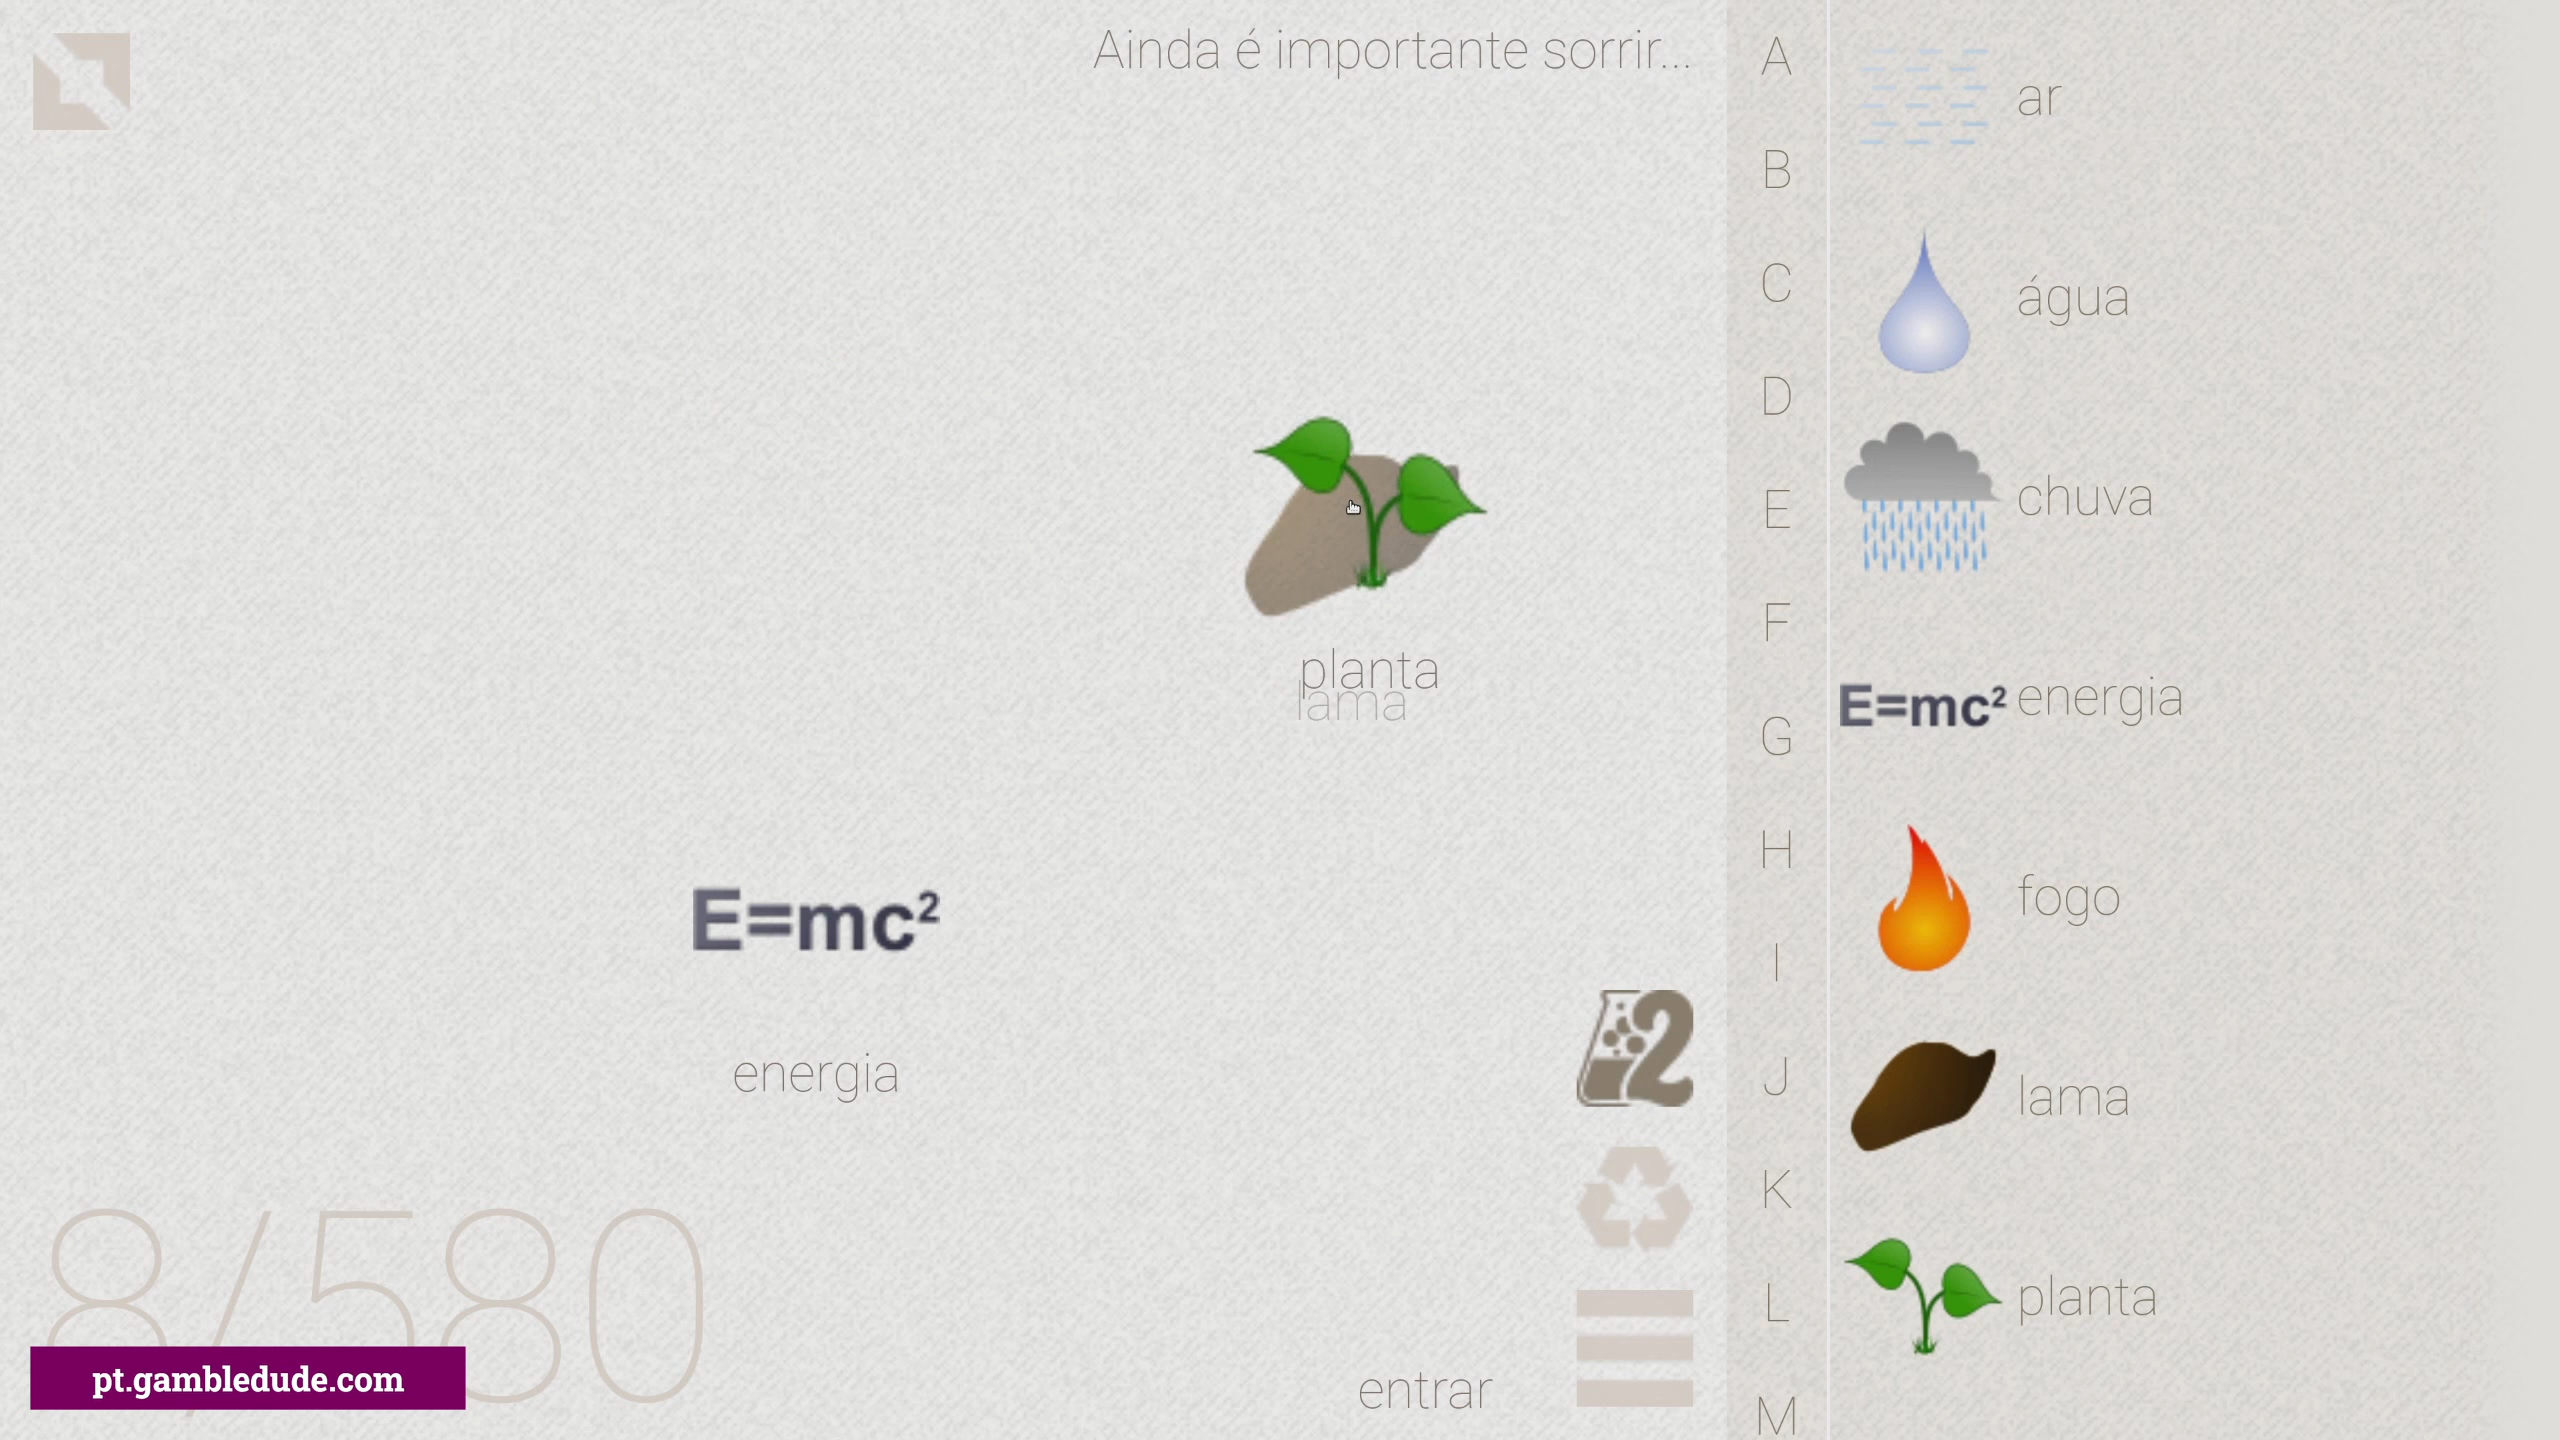 Ainda é importante sorrir...
planta
lama
E=mc²
energia
2
8/580
pt.gambledude.com
entrar
A
B
C
D
E
F
G
H
I
J
K
L
M
ar
água
chuva
E=mc² energia
fogo
lama
planta